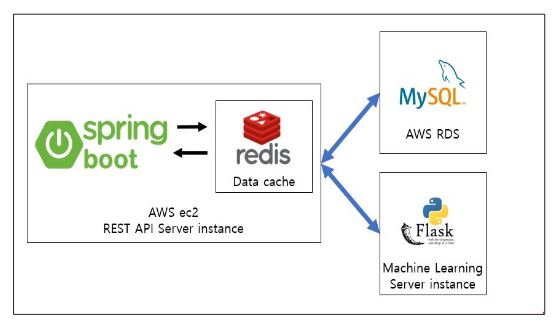 spring
boot
redis
Data cache
AWS ec2
REST API Server instance
MySQL
AWS RDS
Flask
Machine Learning
Server instance